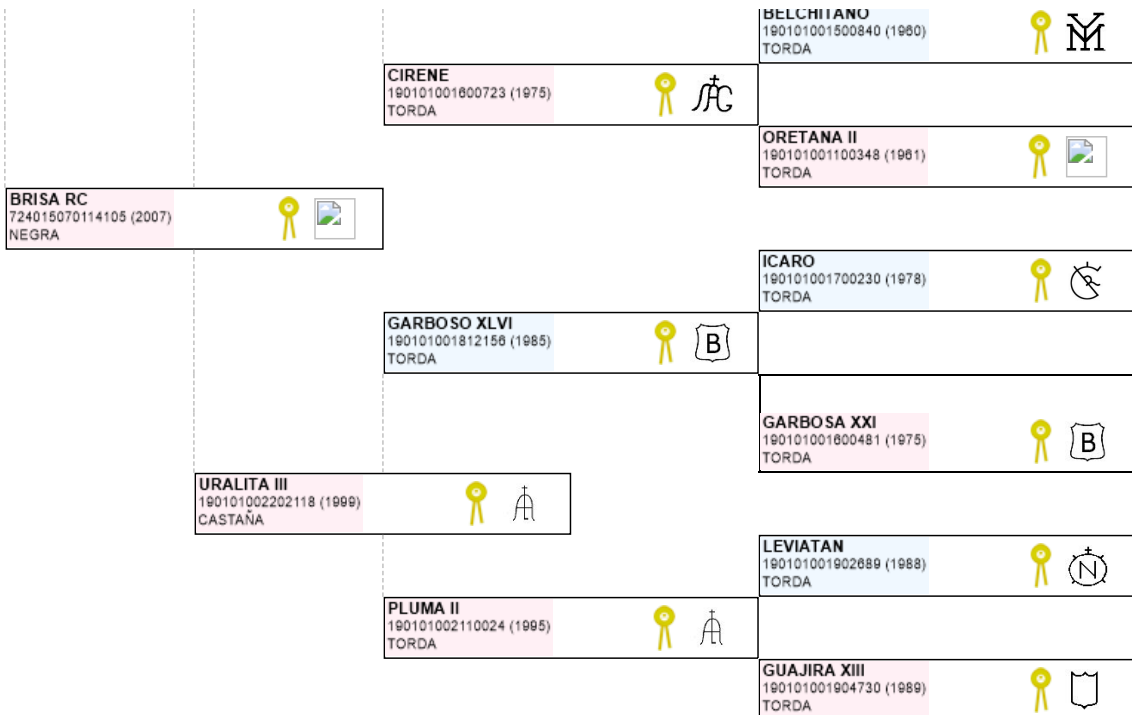 BELCHITANO
190101001500840 (1960)
TORDA
CIRENE
190101001600723 (1975)
TORDA
ORETANA II
190101001100348 (1961)
TORDA
BRISA RC
724015070114105 (2007)
NEGRA
ICARO
190101001700230 (1978)
TORDA
GARBOSO XLVI
190101001812156 (1985)
TORDA
B
GARBOSA XXI
190101001600481 (1975)
TORDA
B
URALITA III
190101002202118 (1999)
CASTAÑA
LEVIATAN
190101001902689 (1988)
TORDA
N
PLUMA II
190101002110024 (1995)
TORDA
GUAJIRA XIII
190101001904730 (1989)
TORDA